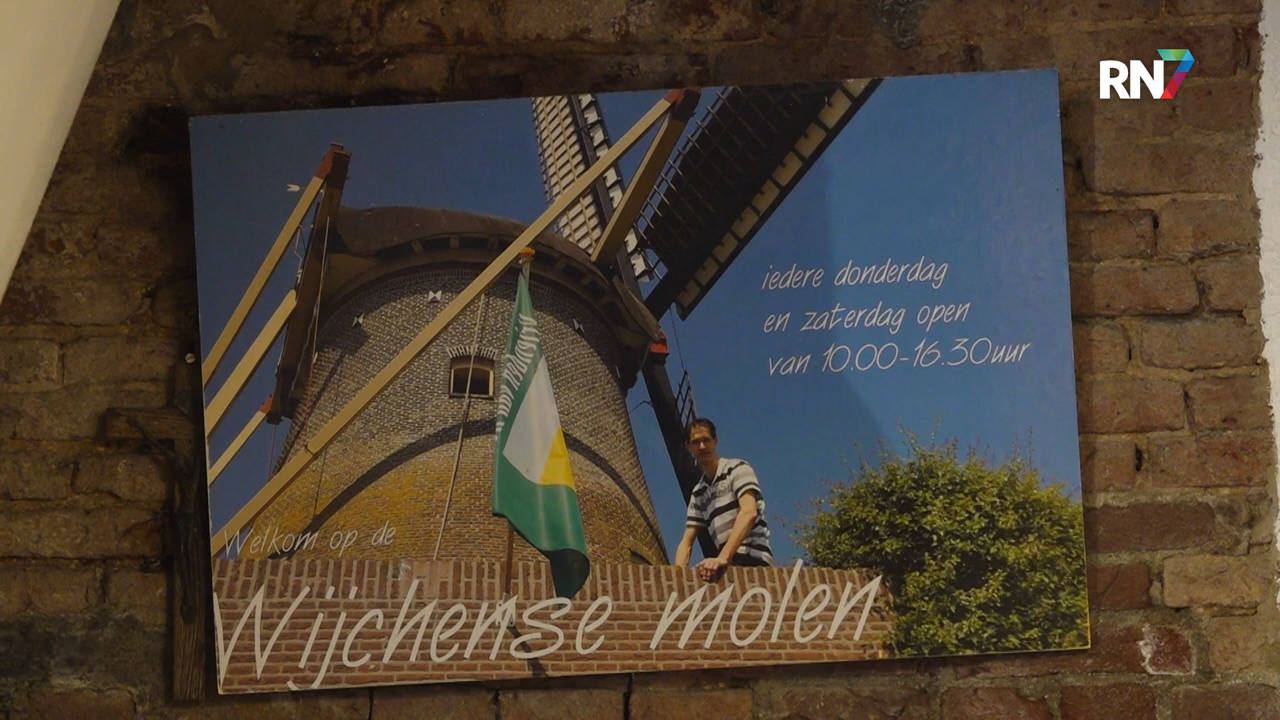 RN7
iedere donderdag
en zaterdag open
van 10.00-16.30uur
Welkom op de
Wijchense molen